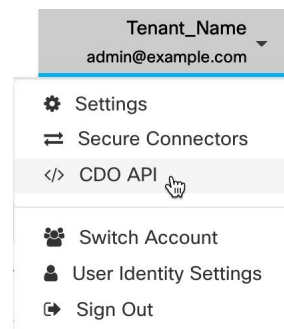 Tenant_Name
admin@example.com
Settings
Secure Connectors
</> CDO API
Switch Account
User Identity Settings
Sign Out